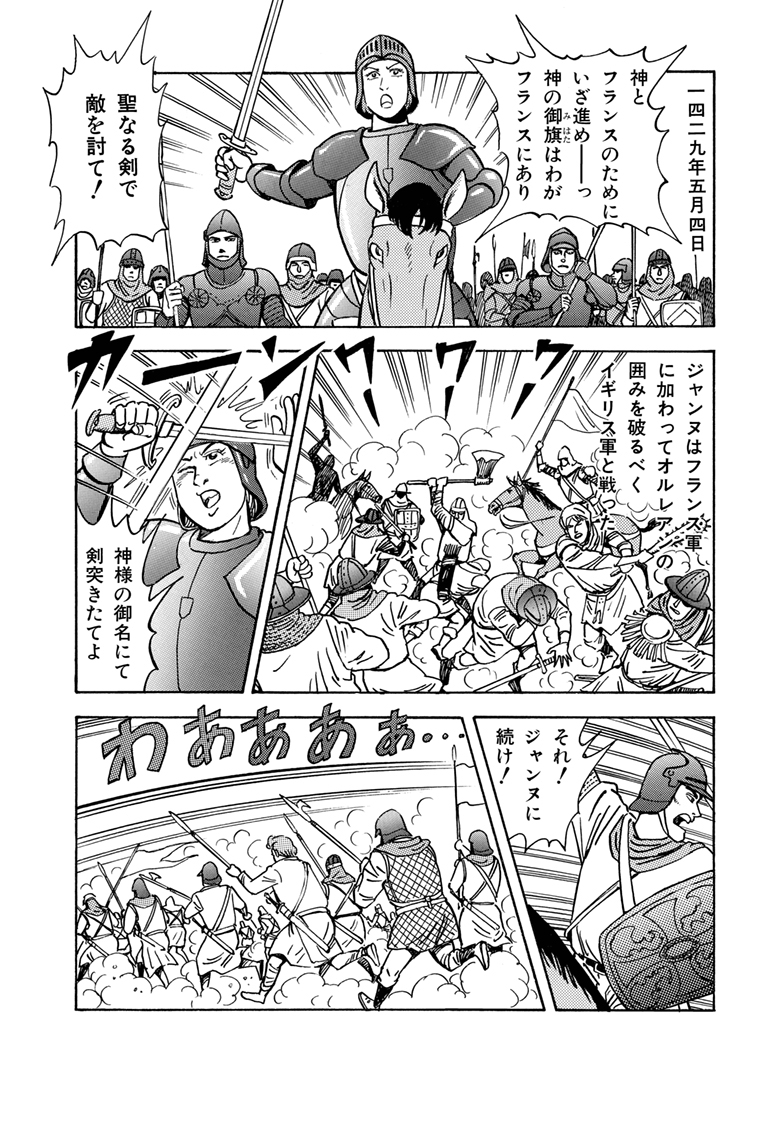 一四二九年五月四日
神と
フランスのために
いざ進め――っ
神の御旗はわが
フランスにあり
みはた
聖なる剣で
敵を討て！
ジャンヌはフランス軍
に加わってオルレアンの
囲みを破るべく
イギリス軍と戦った
ワワワ
カーン
神様の御名にて
剣突きたてよ
それ！
ジャンヌに
続け！
わぁぁぁぁ…